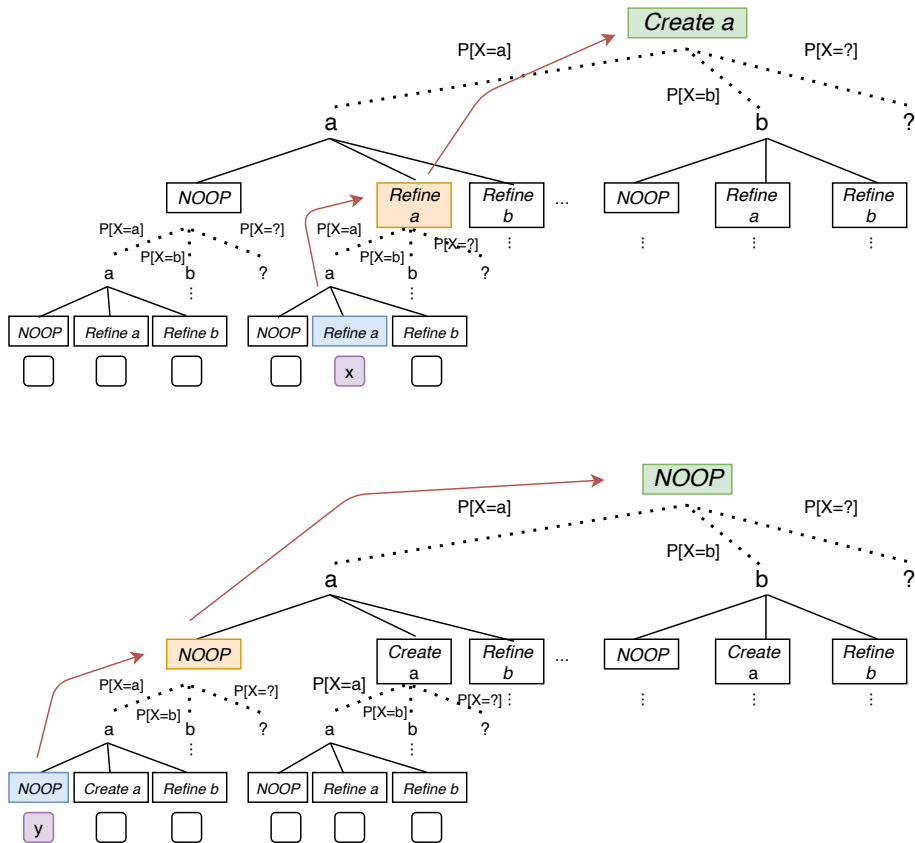 Create a
P[X=a]
P[X=b]
P[X=?]
a
b
?
NOOP
Refine
a
Refine
b
...
NOOP
Refine
a
Refine
b
P[X=a]
P[X=b]
P[X=?]
P[X=a]
P[X=b]
P[X=?]
a
b
?
a
b
?
NOOP
Refine a
Refine b
NOOP
Refine a
Refine b
x
NOOP
P[X=a]
P[X=b]
P[X=?]
a
b
?
NOOP
Create
a
Refine
b
...
NOOP
Create
a
Refine
b
P[X=a]
P[X=b]
P[X=?]
P[X=a]
P[X=b]
P[X=?]
a
b
?
a
b
?
NOOP
Create a
Refine b
NOOP
Refine a
Refine b
y